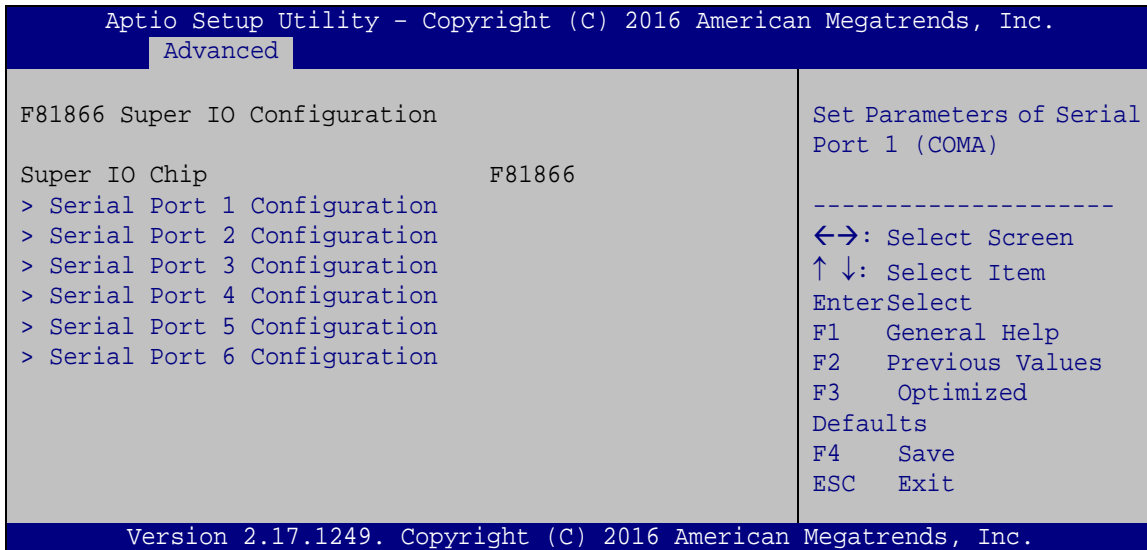 Aptio Setup Utility – Copyright (C) 2016 American Megatrends, Inc.
Advanced
F81866 Super IO Configuration
Super IO Chip F81866
> Serial Port 1 Configuration
> Serial Port 2 Configuration
> Serial Port 3 Configuration
> Serial Port 4 Configuration
> Serial Port 5 Configuration
> Serial Port 6 Configuration
Set Parameters of Serial
Port 1 (COMA)
---------------------
←→: Select Screen
↑ ↓: Select Item
EnterSelect
F1 General Help
F2 Previous Values
F3 Optimized
Defaults
F4 Save
ESC Exit
Version 2.17.1249. Copyright (C) 2016 American Megatrends, Inc.